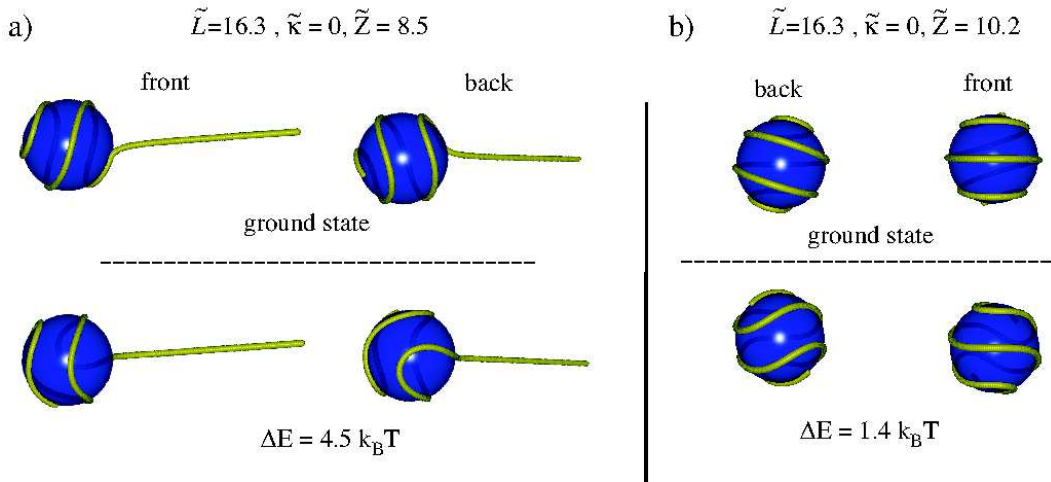 a) L̃=16.3 , κ̃ = 0, Z̃ = 8.5
front back
ground state
ΔE = 4.5 k_BT
b) L̃=16.3 , κ̃ = 0, Z̃ = 10.2
back front
ground state
ΔE = 1.4 k_BT